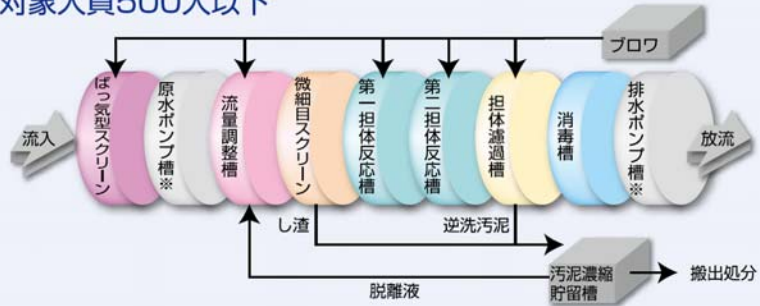 対象人員500人以下
ブロワ
流入
ばっ気型スクリーン
原水ポンプ槽※
流量調整槽
微細目スクリーン
第一担体反応槽
第二担体反応槽
担体濾過槽
消毒槽
排水ポンプ槽※
放流
し渣
逆洗汚泥
脱離液
汚泥濃縮
貯留槽
搬出処分